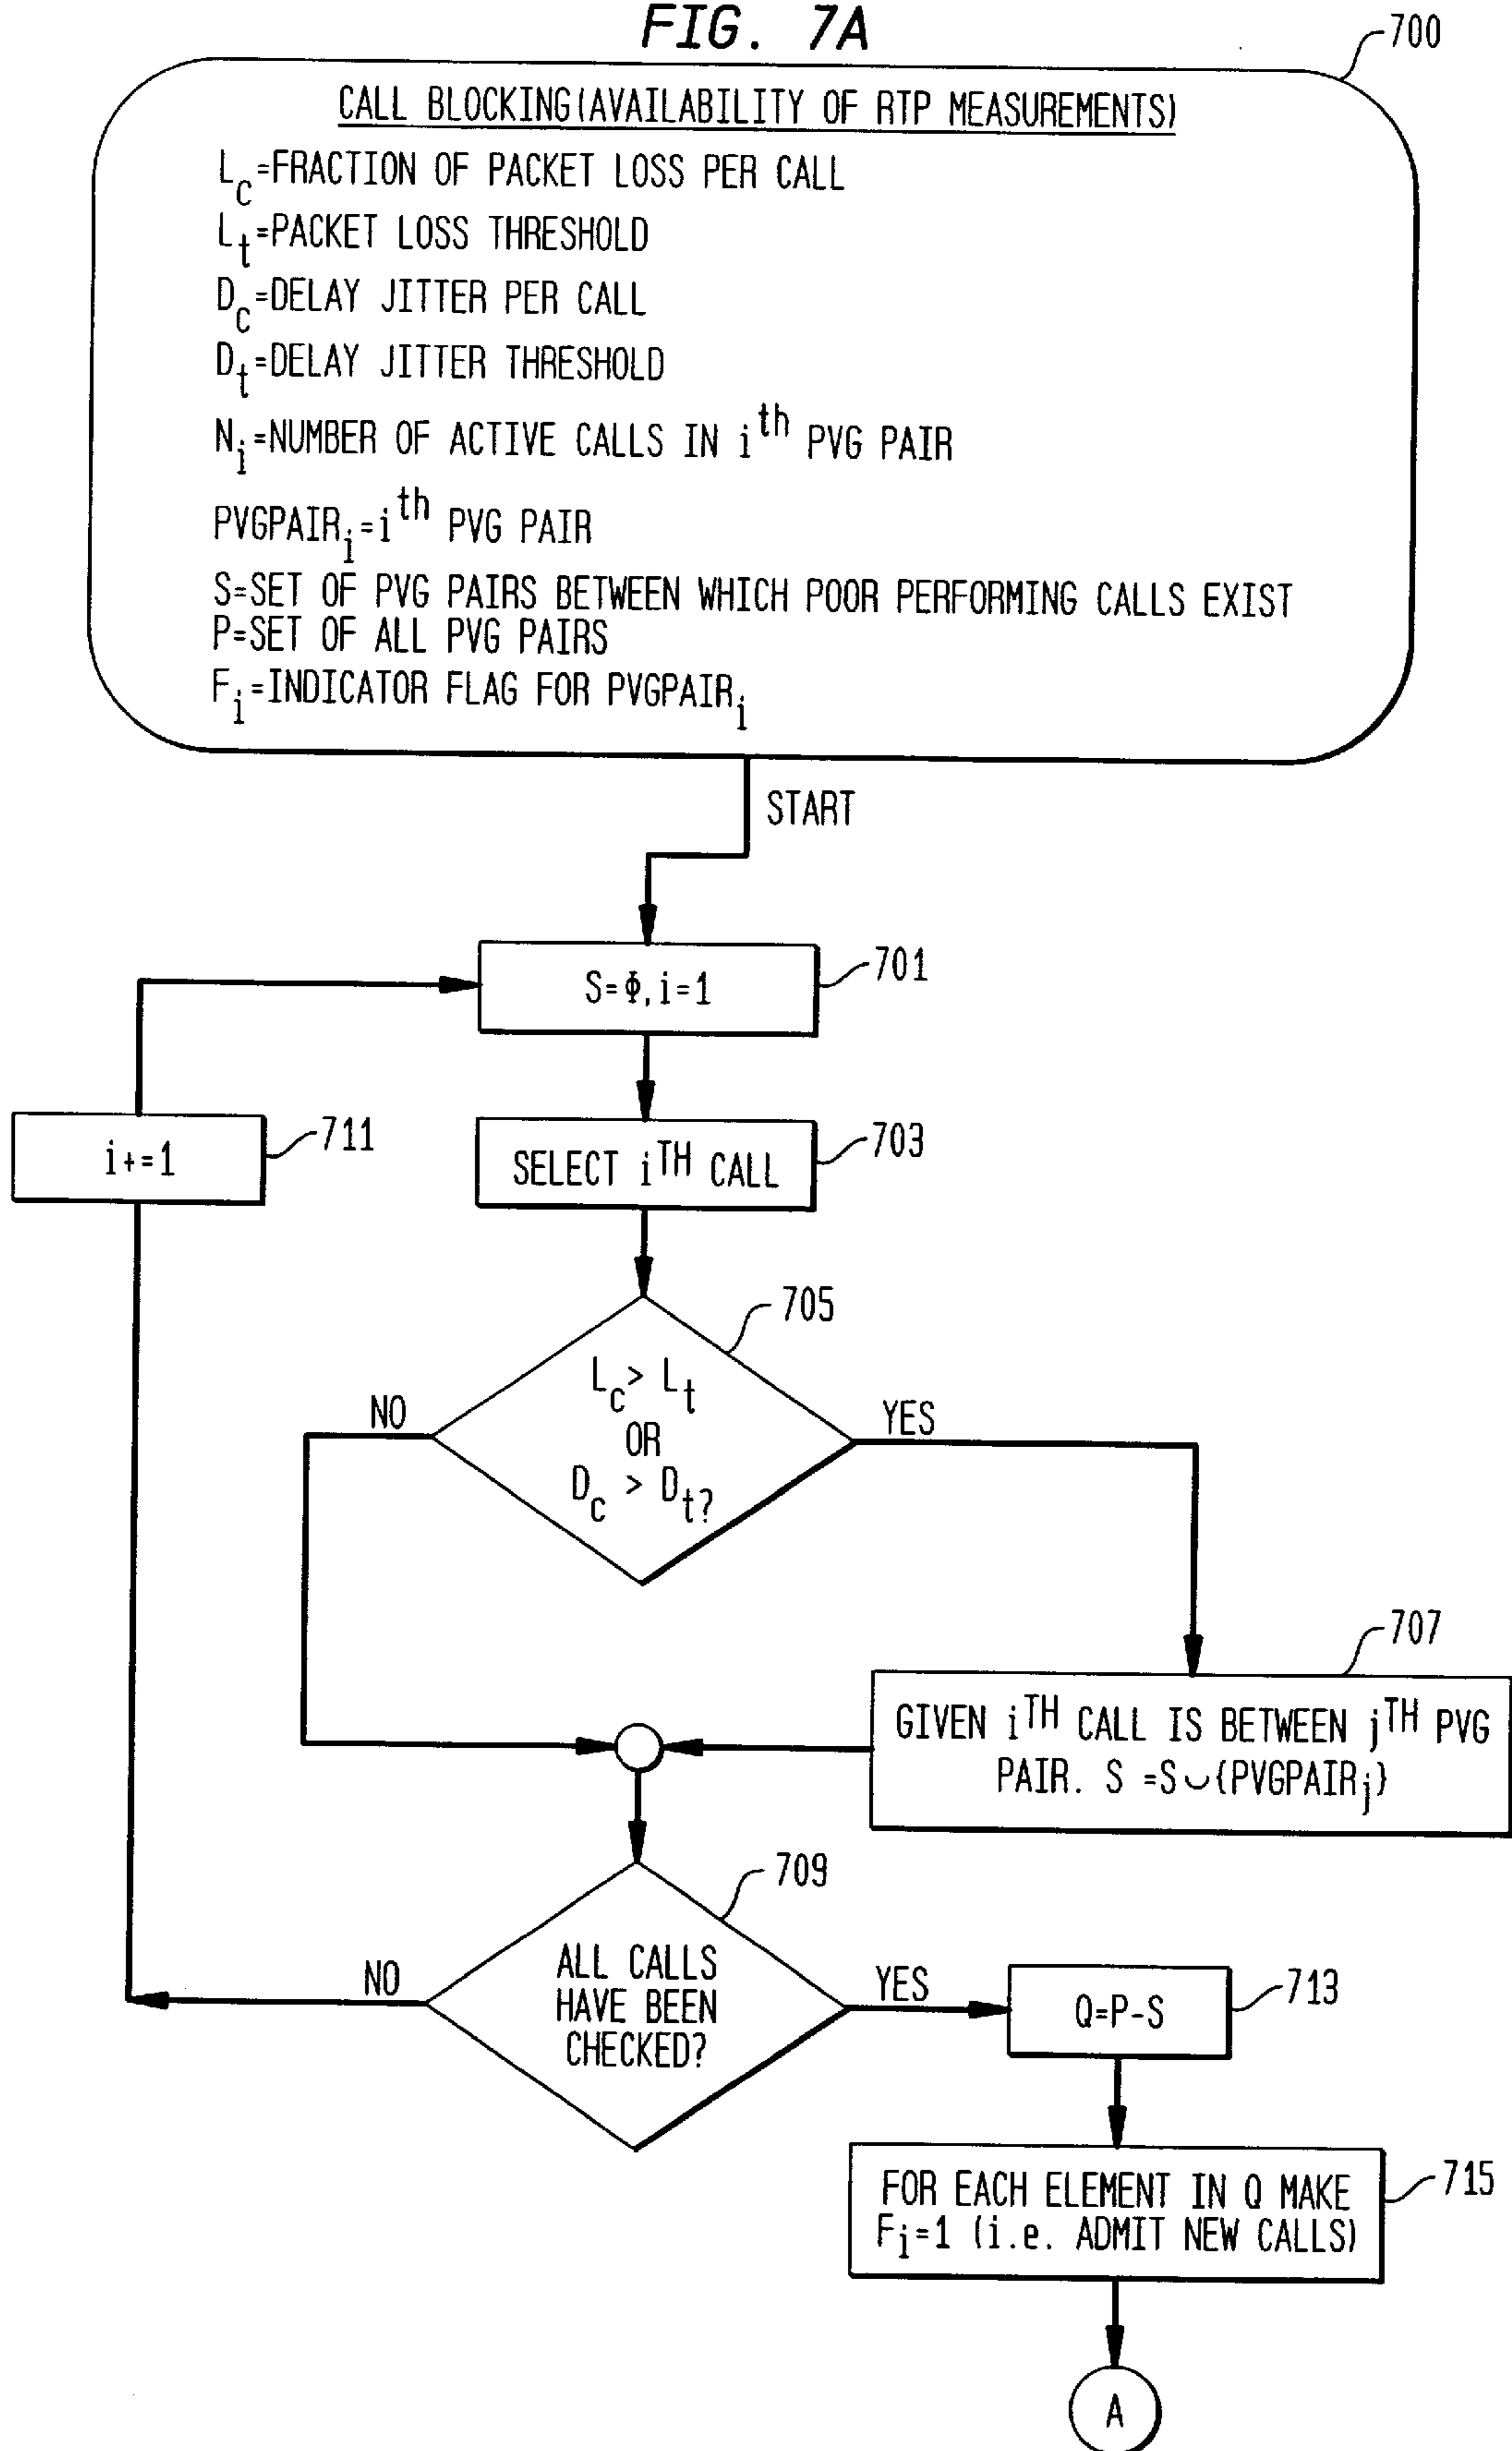 FIG. 7A
700
CALL BLOCKING(AVAILABILITY OF RTP MEASUREMENTS)
Lc=FRACTION OF PACKET LOSS PER CALL
Lt=PACKET LOSS THRESHOLD
Dc=DELAY JITTER PER CALL
Dt=DELAY JITTER THRESHOLD
Ni=NUMBER OF ACTIVE CALLS IN ith PVG PAIR
PVGPAIRi=ith PVG PAIR
S=SET OF PVG PAIRS BETWEEN WHICH POOR PERFORMING CALLS EXIST
P=SET OF ALL PVG PAIRS
Fi=INDICATOR FLAG FOR PVGPAIRi
START
S=Φ,i=1
701
i+=1
711
SELECT iTH CALL
703
705
Lc> Lt
OR
Dc > Dt?
NO
YES
707
GIVEN iTH CALL IS BETWEEN jTH PVG
PAIR. S =S∪{PVGPAIRj}
709
ALL CALLS
HAVE BEEN
CHECKED?
NO
YES
Q=P-S
713
FOR EACH ELEMENT IN Q MAKE
Fi=1 (i.e. ADMIT NEW CALLS)
715
A